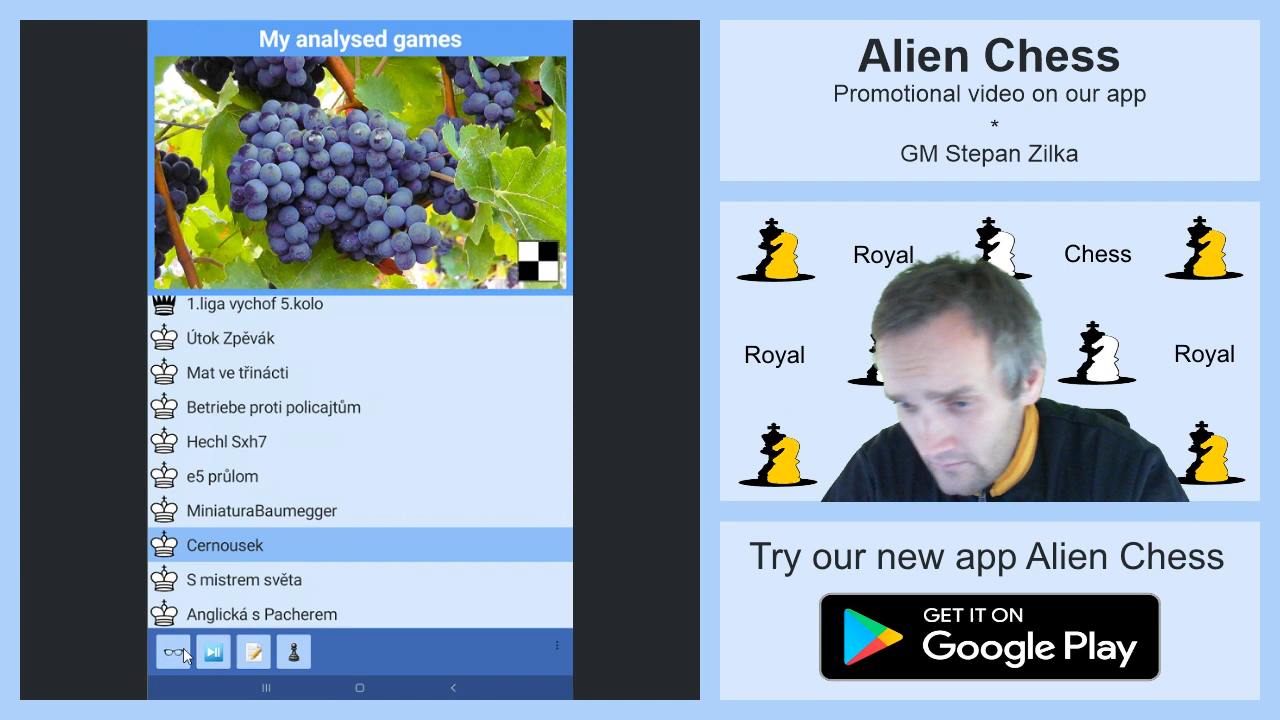 My analysed games
1.liga vychof 5.kolo
Útok Zpěvák
Mat ve třinácti
Betriebe proti policajtům
Hechl Sxh7
e5 průlom
MiniaturaBaumegger
Cernousek
S mistrem světa
Anglická s Pacherem
Alien Chess
Promotional video on our app
*
GM Stepan Zilka
Royal Chess
Royal Royal
Try our new app Alien Chess
GET IT ON
Google Play